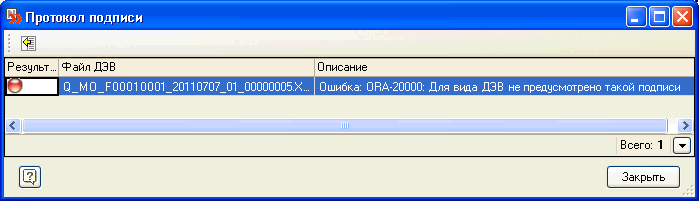 Протокол подписи
Результ... Файл ДЭВ Описание
Q_MO_F00010001_20110707_01_00000005.X... Ошибка: ORA-20000: Для вида ДЭВ не предусмотрено такой подписи
Всего: 1
Закрыть